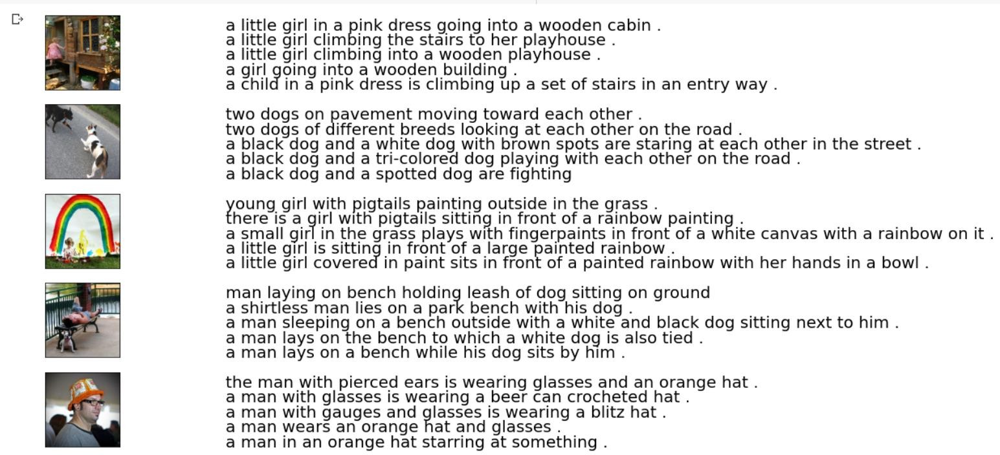 a little girl in a pink dress going into a wooden cabin .
a little girl climbing the stairs to her playhouse .
a little girl climbing into a wooden playhouse .
a girl going into a wooden building .
a child in a pink dress is climbing up a set of stairs in an entry way .
two dogs on pavement moving toward each other .
two dogs of different breeds looking at each other on the road .
a black dog and a white dog with brown spots are staring at each other in the street .
a black dog and a tri-colored dog playing with each other on the road .
a black dog and a spotted dog are fighting
young girl with pigtails painting outside in the grass .
there is a girl with pigtails sitting in front of a rainbow painting .
a small girl in the grass plays with fingerpaints in front of a white canvas with a rainbow on it .
a little girl is sitting in front of a large painted rainbow .
a little girl covered in paint sits in front of a painted rainbow with her hands in a bowl .
man laying on bench holding leash of dog sitting on ground
a shirtless man lies on a park bench with his dog .
a man sleeping on a bench outside with a white and black dog sitting next to him .
a man lays on the bench to which a white dog is also tied .
a man lays on a bench while his dog sits by him .
the man with pierced ears is wearing glasses and an orange hat .
a man with glasses is wearing a beer can crocheted hat .
a man with gauges and glasses is wearing a blitz hat .
a man wears an orange hat and glasses .
a man in an orange hat starring at something .